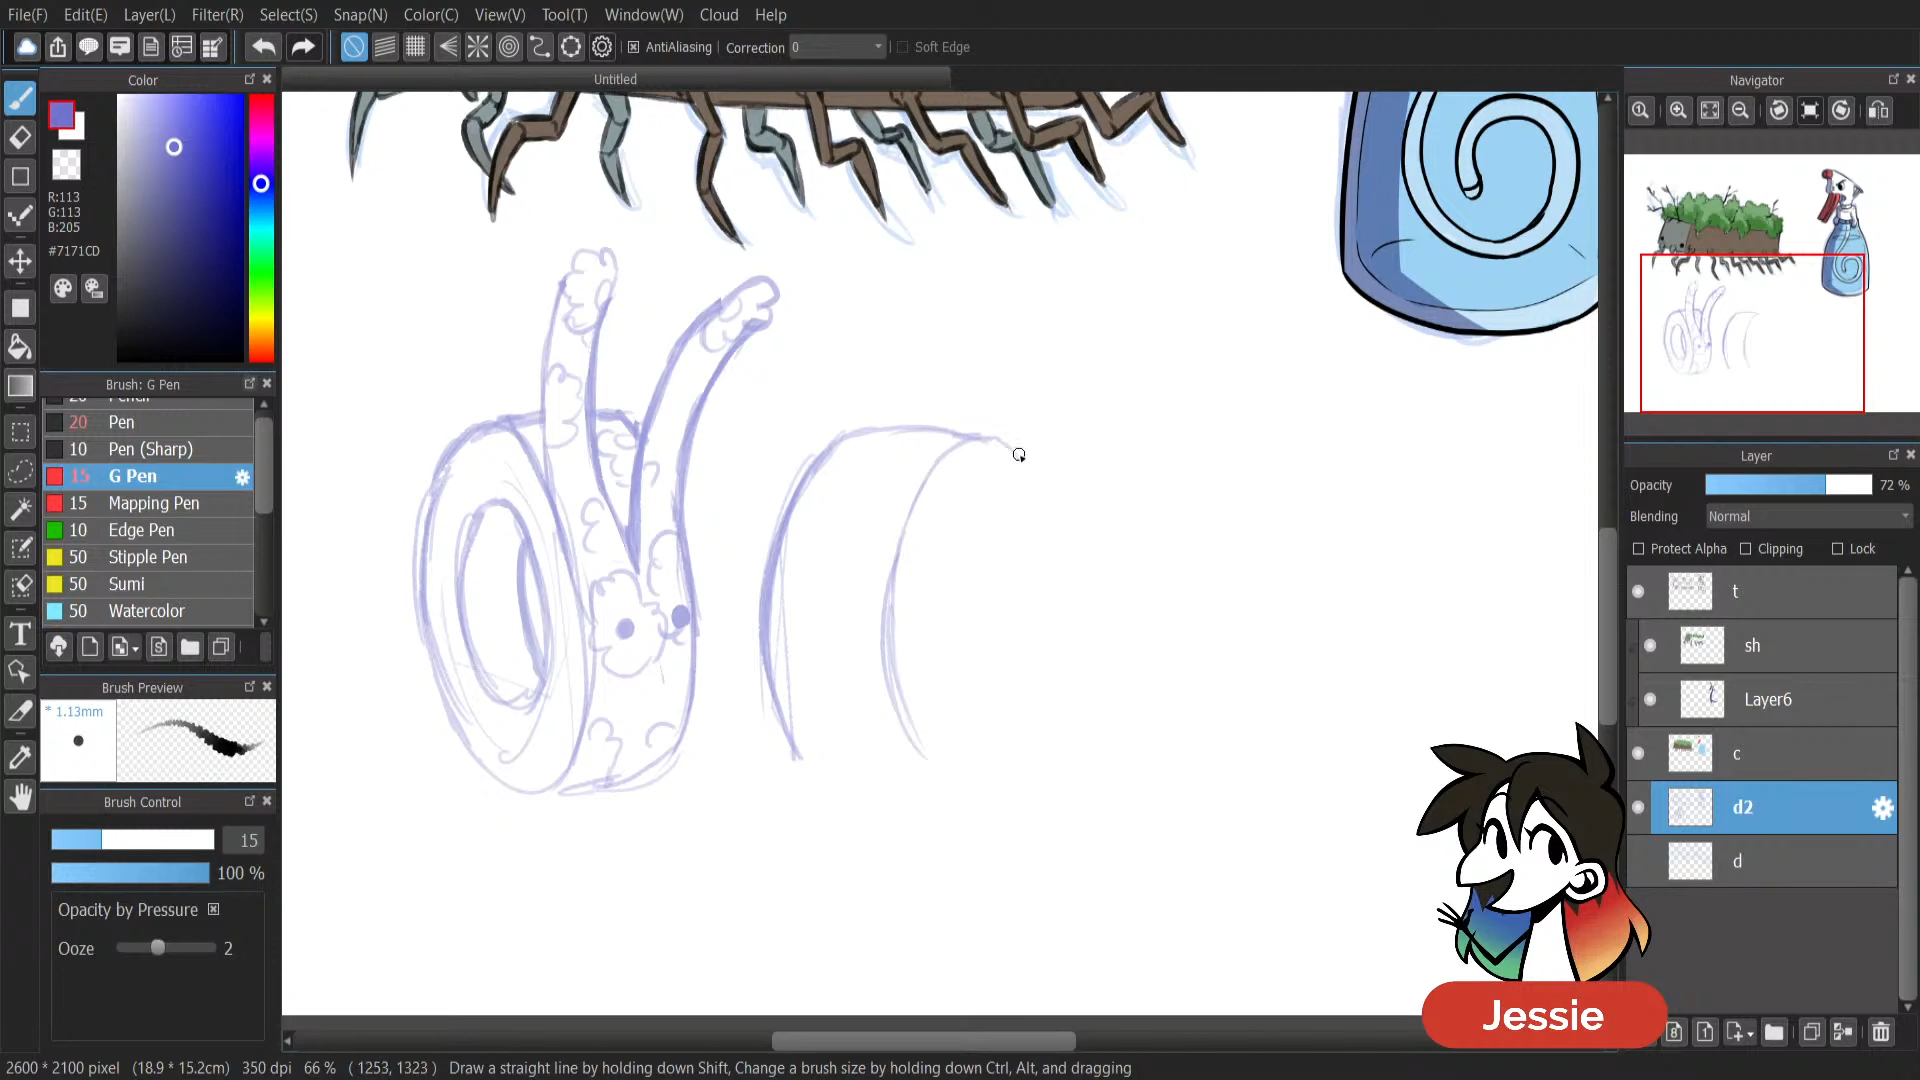 File(F) Edit(E) Layer(L) Filter(R) Select(S) Snap(N) Color(C) View(V) Tool(T) Window(W) Cloud Help
AntiAliasing Correction 0 Soft Edge
Color
Untitled
Navigator
R:113
G:113
B:205
#7171CD
Brush: G Pen
20 Pencil
20 Pen
10 Pen (Sharp)
15 G Pen
15 Mapping Pen
10 Edge Pen
50 Stipple Pen
50 Sumi
50 Watercolor
Brush Preview
* 1.13mm
Brush Control
15
100 %
Opacity by Pressure
Ooze 2
Layer
Opacity 72 %
Blending Normal
Protect Alpha Clipping Lock
t
sh
Layer6
c
d2
d
Jessie
2600 * 2100 pixel (18.9 * 15.2cm) 350 dpi 66 % ( 1253, 1323 ) Draw a straight line by holding down Shift, Change a brush size by holding down Ctrl, Alt, and dragging